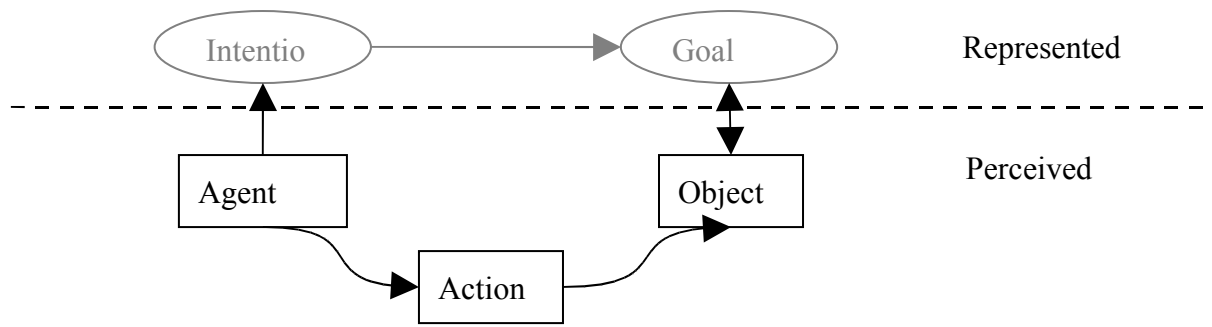 Intentio
Goal
Represented
Agent
Object
Perceived
Action